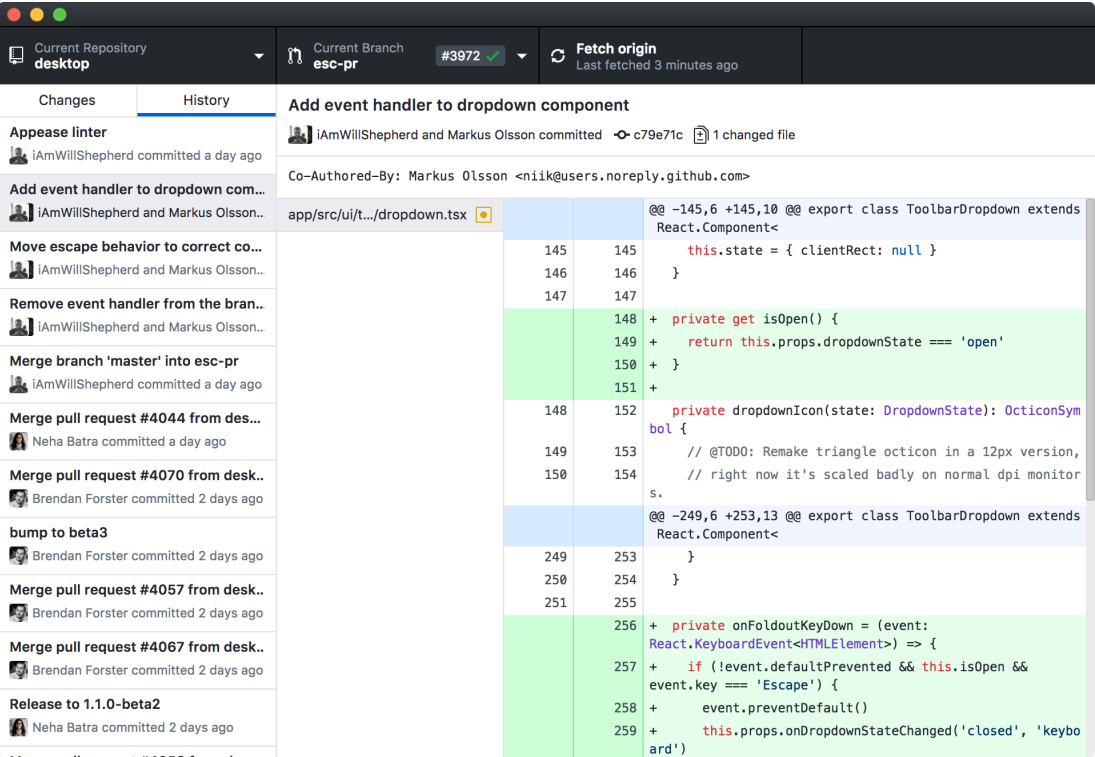 Current Repository
desktop
Current Branch
esc-pr
#3972
Fetch origin
Last fetched 3 minutes ago
Changes
History
Appease linter
iAmWillShepherd committed a day ago
Add event handler to dropdown com...
iAmWillShepherd and Markus Olsson...
Move escape behavior to correct co...
iAmWillShepherd and Markus Olsson...
Remove event handler from the bran...
iAmWillShepherd and Markus Olsson...
Merge branch 'master' into esc-pr
iAmWillShepherd committed a day ago
Merge pull request #4044 from des...
Neha Batra committed a day ago
Merge pull request #4070 from desk...
Brendan Forster committed 2 days ago
bump to beta3
Brendan Forster committed 2 days ago
Merge pull request #4057 from desk...
Brendan Forster committed 2 days ago
Merge pull request #4067 from desk...
Brendan Forster committed 2 days ago
Release to 1.1.0-beta2
Neha Batra committed 2 days ago
Add event handler to dropdown component
iAmWillShepherd and Markus Olsson committed c79e71c 1 changed file
Co-Authored-By: Markus Olsson <niik@users.noreply.github.com>
app/src/ui/t.../dropdown.tsx
@@ -145,6 +145,10 @@ export class ToolbarDropdown extends
React.Component<
145 145 this.state = { clientRect: null }
146 146 }
147 147
148 + private get isOpen() {
149 + return this.props.dropdownState === 'open'
150 + }
151 +
148 152 private dropdownIcon(state: DropdownState): OcticonSym
bol {
149 153 // @TODO: Remake triangle octicon in a 12px version,
150 154 // right now it's scaled badly on normal dpi monitor
s.
@@ -249,6 +253,13 @@ export class ToolbarDropdown extends
React.Component<
249 253 }
250 254 }
251 255
256 + private onFoldoutKeyDown = (event:
React.KeyboardEvent<HTMLElement>) => {
257 + if (!event.defaultPrevented && this.isOpen &&
event.key === 'Escape') {
258 + event.preventDefault()
259 + this.props.onDropdownStateChanged('closed', 'keybo
ard')